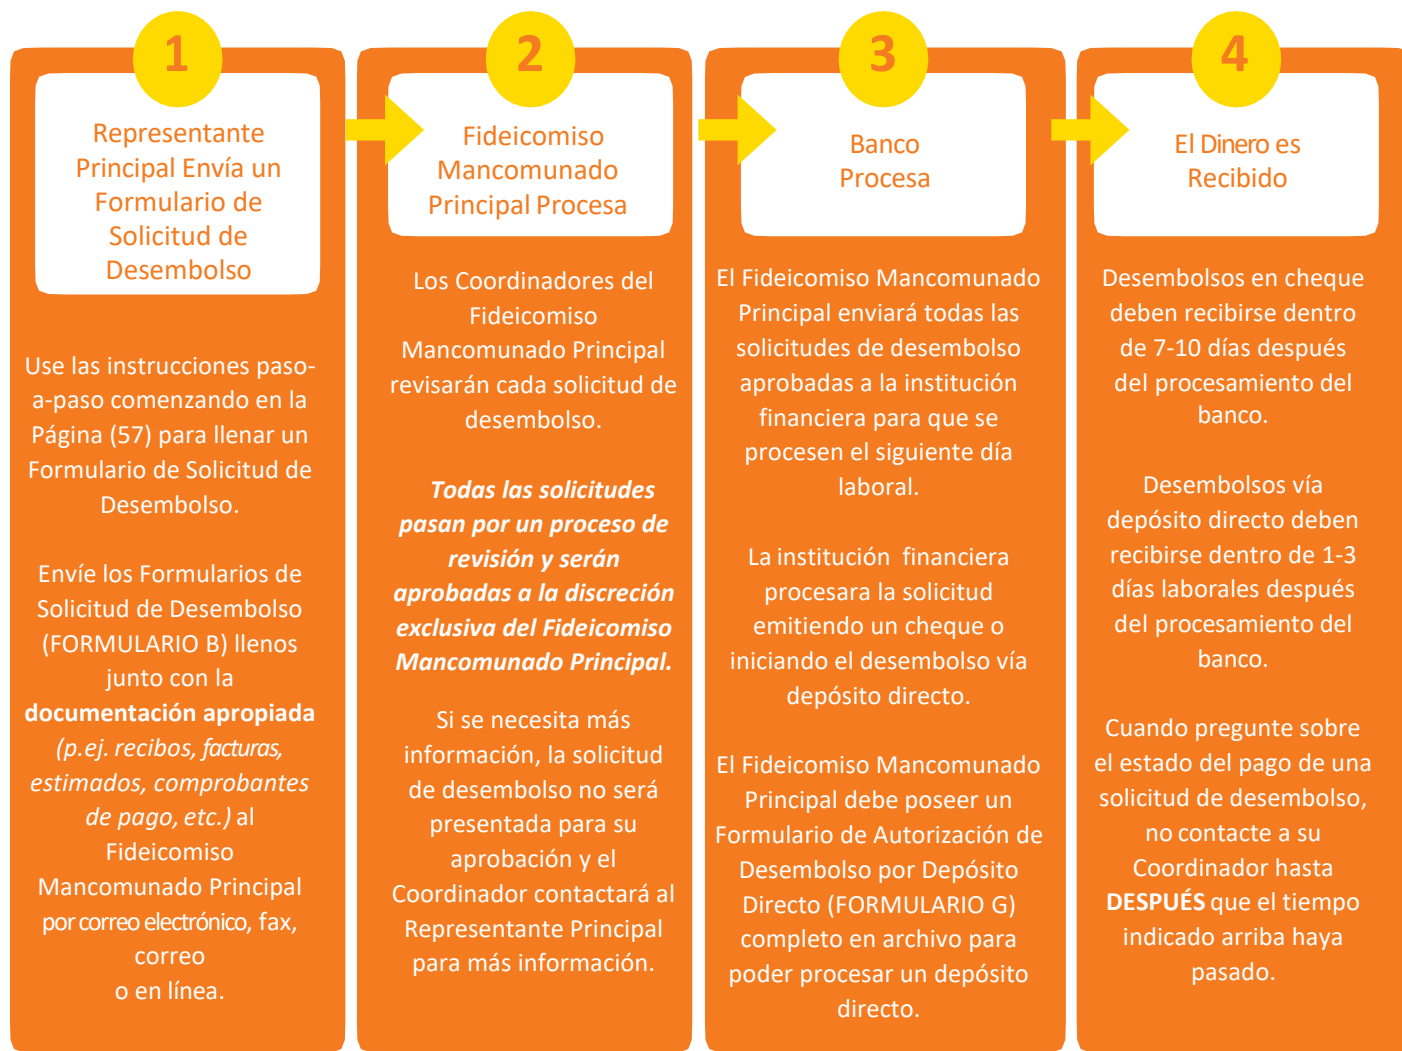 1
Representante
Principal Envía un
Formulario de
Solicitud de
Desembolso
Use las instrucciones paso-
a-paso comenzando en la
Página (57) para llenar un
Formulario de Solicitud de
Desembolso.
Envíe los Formularios de
Solicitud de Desembolso
(FORMULARIO B) llenos
junto con la
documentación apropiada
(p.ej. recibos, facturas,
estimados, comprobantes
de pago, etc.) al
Fideicomiso
Mancomunado Principal
por correo electrónico, fax,
correo
o en línea.
2
Fideicomiso
Mancomunado
Principal Procesa
Los Coordinadores del
Fideicomiso
Mancomunado Principal
revisarán cada solicitud de
desembolso.
Todas las solicitudes
pasan por un proceso de
revisión y serán
aprobadas a la discreción
exclusiva del Fideicomiso
Mancomunado Principal.
Si se necesita más
información, la solicitud
de desembolso no será
presentada para su
aprobación y el
Coordinador contactará al
Representante Principal
para más información.
3
Banco
Procesa
El Fideicomiso Mancomunado
Principal enviará todas las
solicitudes de desembolso
aprobadas a la institución
financiera para que se
procesen el siguiente día
laboral.
La institución financiera
procesara la solicitud
emitiendo un cheque o
iniciando el desembolso vía
depósito directo.
El Fideicomiso Mancomunado
Principal debe poseer un
Formulario de Autorización de
Desembolso por Depósito
Directo (FORMULARIO G)
completo en archivo para
poder procesar un depósito
directo.
4
El Dinero es
Recibido
Desembolsos en cheque
deben recibirse dentro
de 7-10 días después
del procesamiento del
banco.
Desembolsos vía
depósito directo deben
recibirse dentro de 1-3
días laborales después
del procesamiento del
banco.
Cuando pregunte sobre
el estado del pago de una
solicitud de desembolso,
no contacte a su
Coordinador hasta
DESPUÉS que el tiempo
indicado arriba haya
pasado.